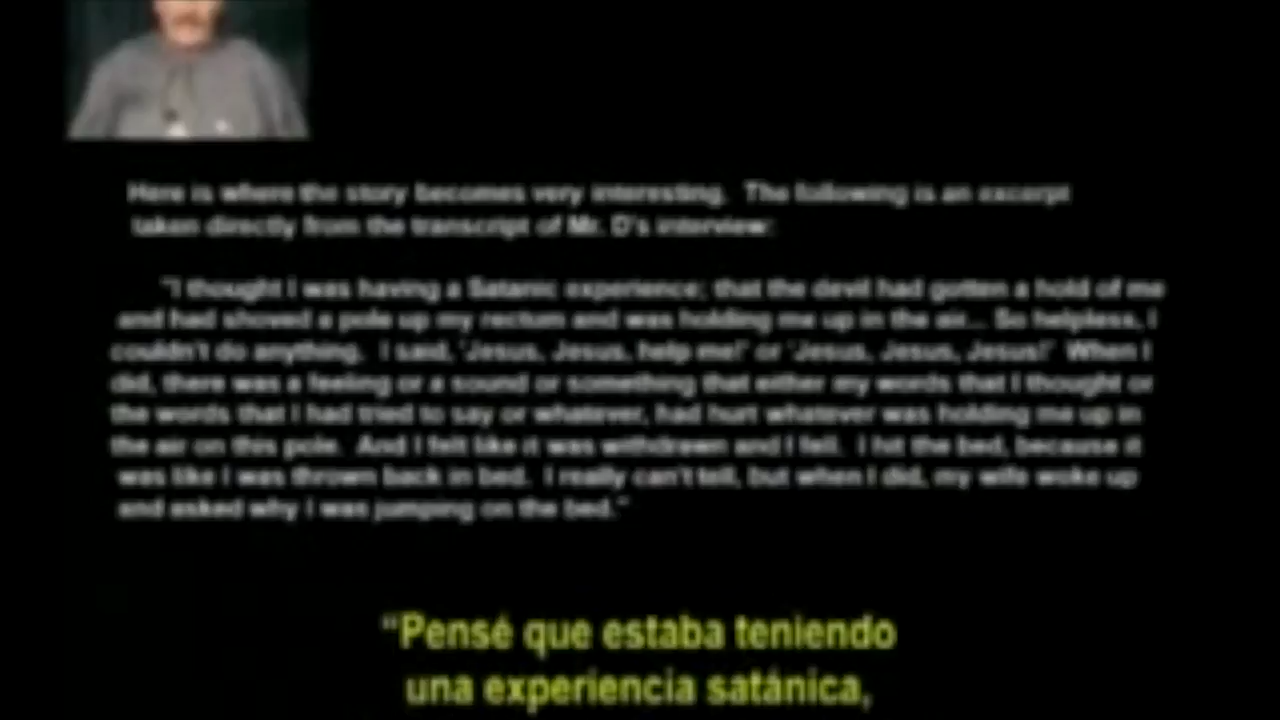 Here is where the story becomes very interesting. The following is an excerpt
taken directly from the transcript of Mr. D's interview:
"I thought I was having a Satanic experience; that the devil had gotten a hold of me
and had shoved a pole up my rectum and was holding me up in the air... So helpless, I
couldn't do anything. I said, 'Jesus, Jesus, help me!' or 'Jesus, Jesus, Jesus!' When I
did, there was a feeling or a sound or something that either my words that I thought or
the words that I had tried to say or whatever, had hurt whatever was holding me up in
the air on this pole. And I felt like it was withdrawn and I fell. I hit the bed, because it
was like I was thrown back in bed. I really can't tell, but when I did, my wife woke up
and asked why I was jumping on the bed."
"Pensé que estaba teniendo
una experiencia satánica,